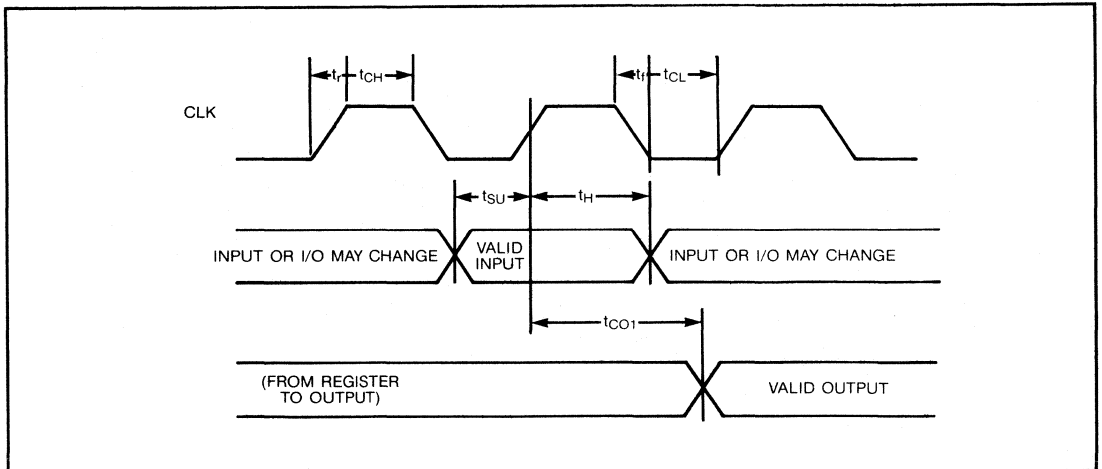 tr tCH tf tCL
CLK
tSU tH
INPUT OR I/O MAY CHANGE VALID INPUT INPUT OR I/O MAY CHANGE
tCO1
(FROM REGISTER TO OUTPUT) VALID OUTPUT